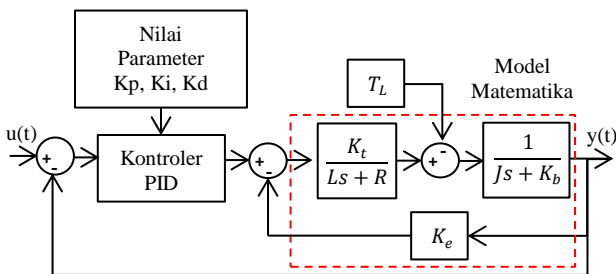 Nilai
Parameter
Kp, Ki, Kd
Model
Matematika
T_L
u(t)
y(t)
+
-
Kontroler
PID
+
-
K_t
Ls + R
+
-
1
Js + K_b
K_e